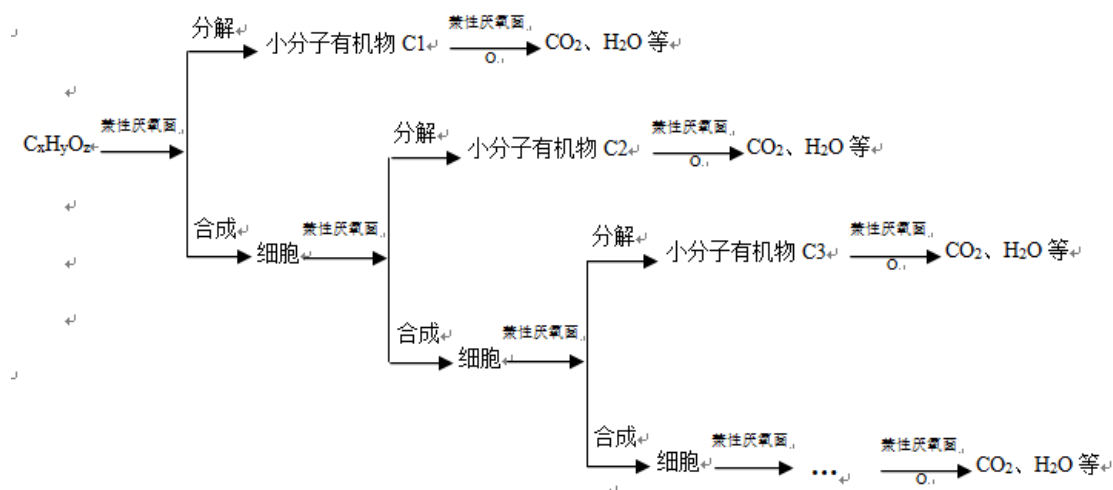 分解
小分子有机物 C1
兼性厌氧菌
O
CO₂、H₂O 等
CₓHᵧOz
兼性厌氧菌
合成
细胞
兼性厌氧菌
分解
小分子有机物 C2
兼性厌氧菌
O
CO₂、H₂O 等
合成
细胞
兼性厌氧菌
分解
小分子有机物 C3
兼性厌氧菌
O
CO₂、H₂O 等
合成
细胞
兼性厌氧菌
…
兼性厌氧菌
O
CO₂、H₂O 等